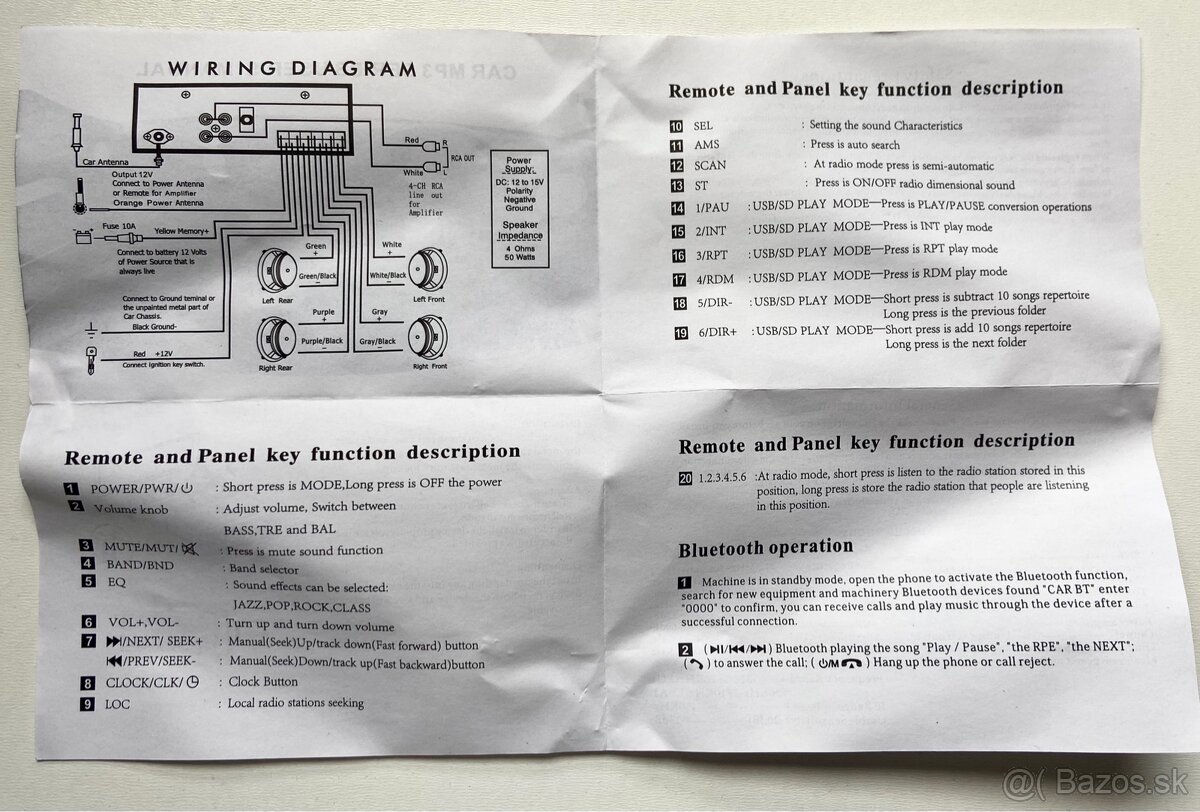 WIRING DIAGRAM
Red
R
RCA OUT
White
L
Car Antenna
Output 12V
Connect to Power Antenna
or Remote for Amplifier
Orange Power Antenna
4-CH RCA
line out
for
Amplifier
Power
Supply:
DC: 12 to 15V
Polarity
Negative
Ground
Speaker
Impedance
4 Ohms
50 Watts
Fuse 10A
Yellow Memory+
Connect to battery 12 Volts
of Power Source that is
always live
Green
+
White
+
Green/Black
-
White/Black
-
Left Rear
Left Front
Connect to Ground teminal or
the unpainted metal part of
Car Chassis.
Black Ground-
Purple
+
Gray
+
Purple/Black
-
Gray/Black
-
Right Rear
Right Front
Red +12V
Connect Ignition key switch.
Remote and Panel key function description
10 SEL : Setting the sound Characteristics
11 AMS : Press is auto search
12 SCAN : At radio mode press is semi-automatic
13 ST : Press is ON/OFF radio dimensional sound
14 1/PAU : USB/SD PLAY MODE—Press is PLAY/PAUSE conversion operations
15 2/INT : USB/SD PLAY MODE—Press is INT play mode
16 3/RPT : USB/SD PLAY MODE—Press is RPT play mode
17 4/RDM : USB/SD PLAY MODE—Press is RDM play mode
18 5/DIR- : USB/SD PLAY MODE—Short press is subtract 10 songs repertoire
Long press is the previous folder
19 6/DIR+ : USB/SD PLAY MODE—Short press is add 10 songs repertoire
Long press is the next folder
Remote and Panel key function description
1 POWER/PWR/⏻ : Short press is MODE,Long press is OFF the power
2 Volume knob : Adjust volume, Switch between
BASS,TRE and BAL
3 MUTE/MUT/🔇 : Press is mute sound function
4 BAND/BND : Band selector
5 EQ : Sound effects can be selected:
JAZZ,POP,ROCK,CLASS
6 VOL+,VOL- : Turn up and turn down volume
7 ⏭/NEXT/ SEEK+ : Manual(Seek)Up/track down(Fast forward) button
⏮/PREV/SEEK- : Manual(Seek)Down/track up(Fast backward)button
8 CLOCK/CLK/🕒 : Clock Button
9 LOC : Local radio stations seeking
Remote and Panel key function description
20 1.2.3.4.5.6 :At radio mode, short press is listen to the radio station stored in this
position, long press is store the radio station that people are listening
in this position.
Bluetooth operation
1 Machine is in standby mode, open the phone to activate the Bluetooth function,
search for new equipment and machinery Bluetooth devices found "CAR BT" enter
"0000" to confirm, you can receive calls and play music through the device after a
successful connection.
2 (⏯/⏮/⏭) Bluetooth playing the song "Play / Pause", "the RPE", "the NEXT";
(📞) to answer the call; (⏻/M ☎) Hang up the phone or call reject.
@( Bazos.sk